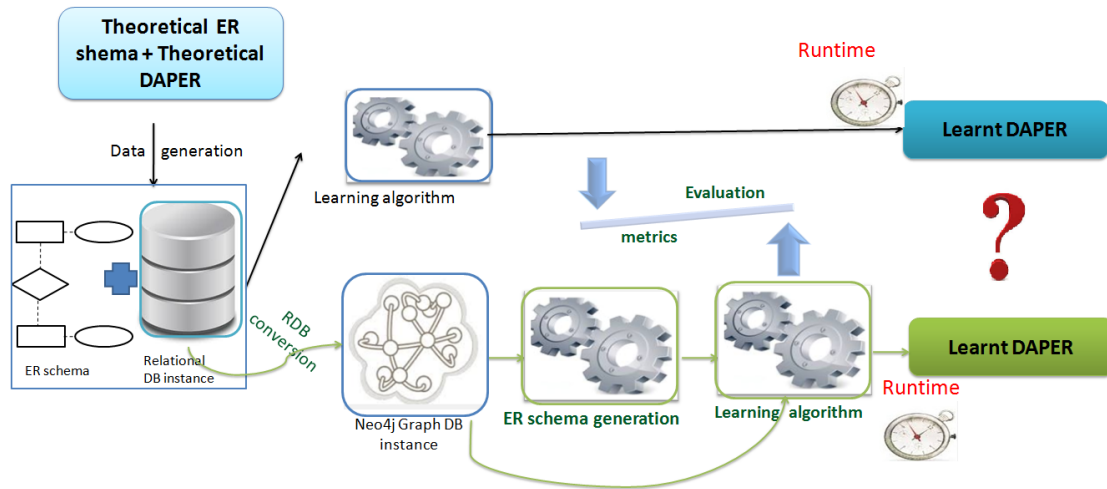 Theoretical ER
shema + Theoretical
DAPER
Runtime
Data generation
Learning algorithm
Learnt DAPER
Evaluation
metrics
RDB
conversion
ER schema
Relational
DB instance
Neo4j Graph DB
instance
ER schema generation
Learning algorithm
Learnt DAPER
Runtime
?